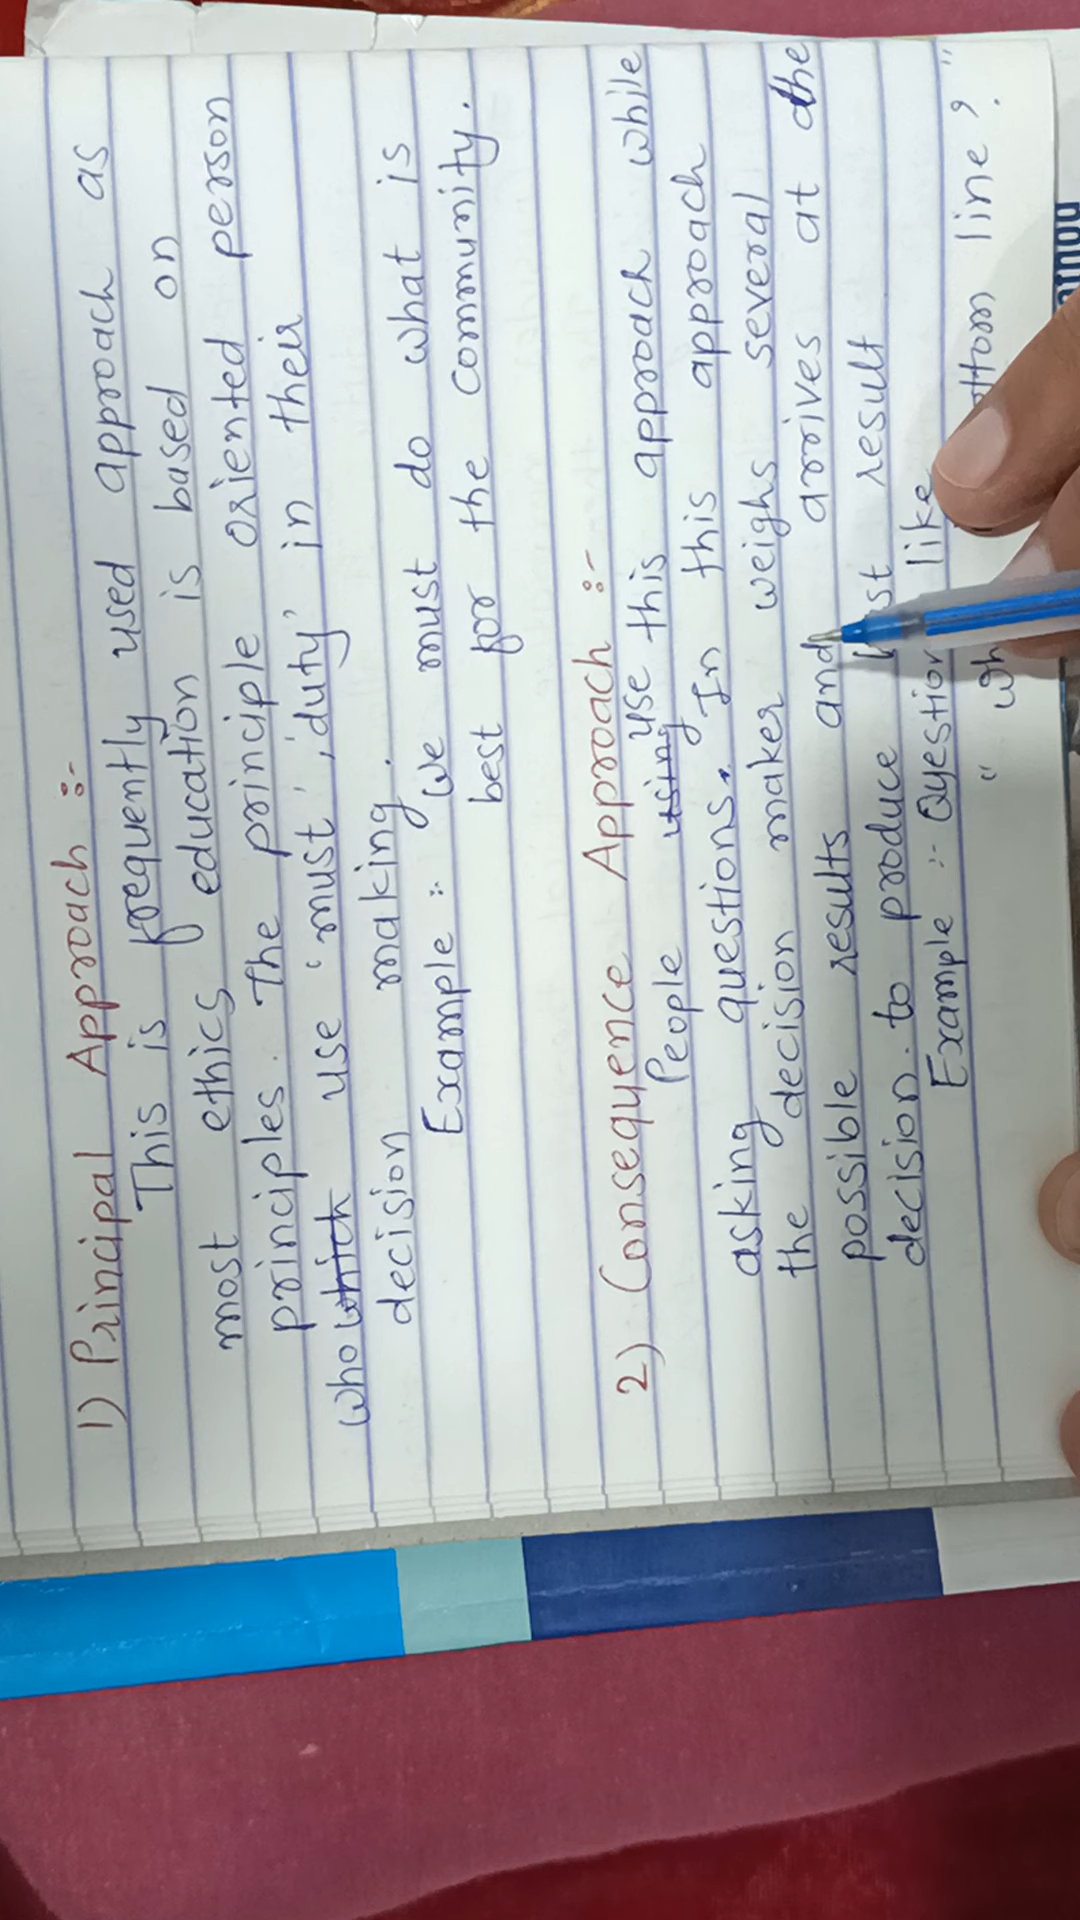 1) Principal Approach :-
This is frequently used approach as
most ethics education is based on
principles. The principle oriented person
who which use 'must', 'duty' in their
decision making.
Example :- We must do what is
best for the community.
2) Consequence Approach :-
People using use this approach while
asking questions. In this approach
the decision maker weighs several
possible results and arrives at the
decision. to produce result
Example :- Question like
" line ? "